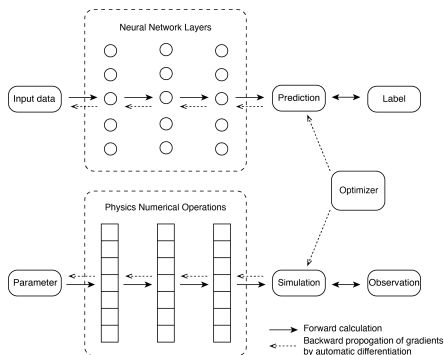 Neural Network Layers
Input data
Prediction
Label
Optimizer
Physics Numerical Operations
Parameter
Simulation
Observation
Forward calculation
Backward propogation of gradients
by automatic differentiation